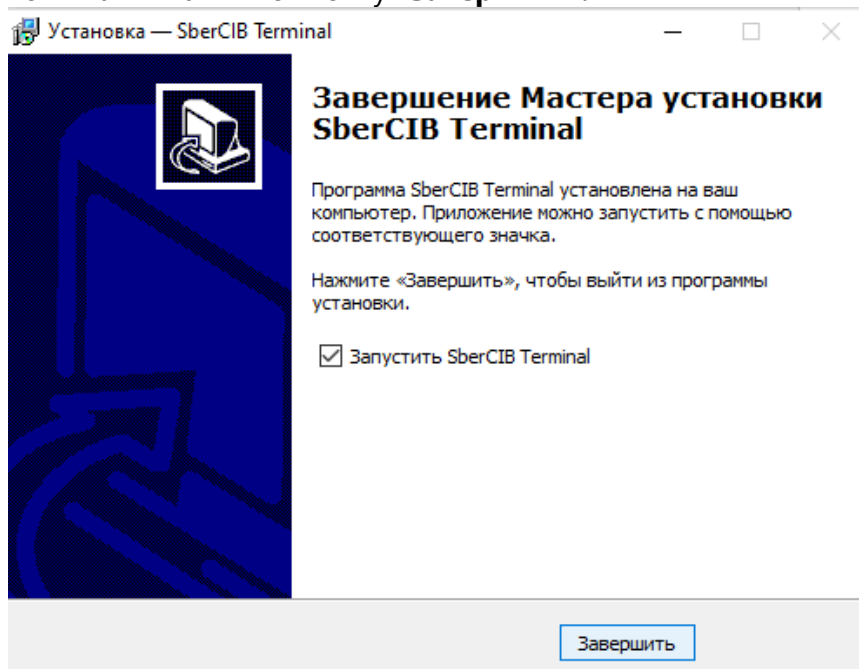 Установка — SberCIB Terminal
Завершение Мастера установки
SberCIB Terminal
Программа SberCIB Terminal установлена на ваш
компьютер. Приложение можно запустить с помощью
соответствующего значка.
Нажмите «Завершить», чтобы выйти из программы
установки.
Запустить SberCIB Terminal
Завершить